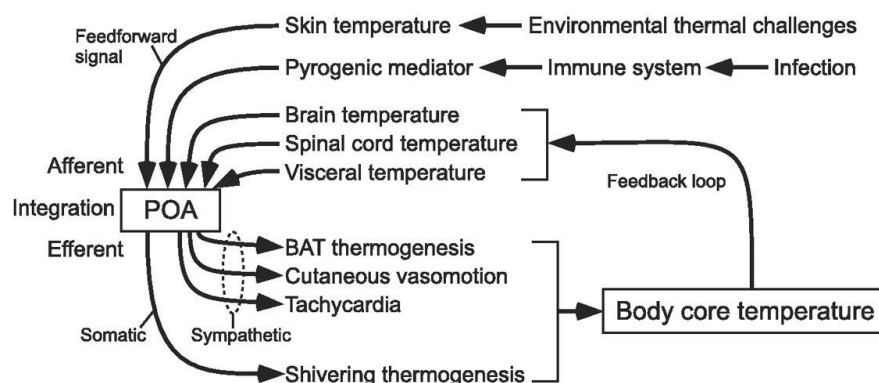 Feedforward
signal
Skin temperature
Environmental thermal challenges
Pyrogenic mediator
Immune system
Infection
Brain temperature
Spinal cord temperature
Visceral temperature
Feedback loop
Afferent
Integration
POA
Efferent
BAT thermogenesis
Cutaneous vasomotion
Tachycardia
Body core temperature
Somatic
Sympathetic
Shivering thermogenesis